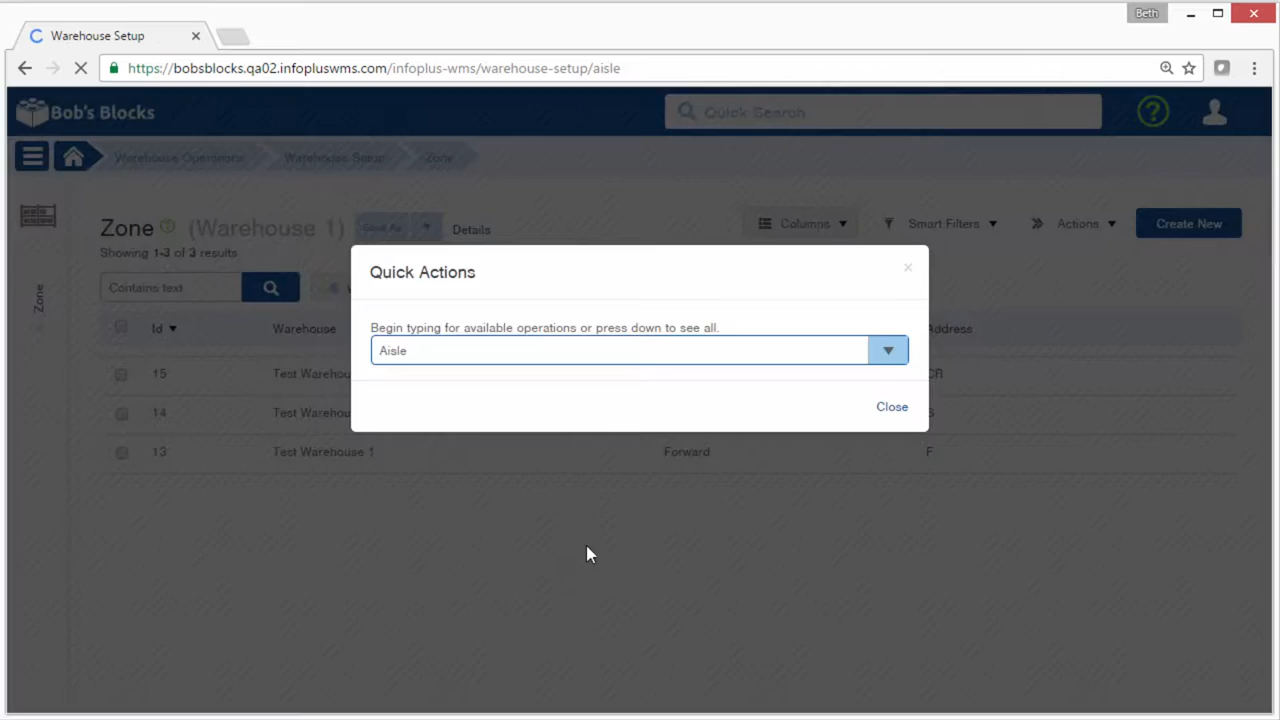 Beth
Warehouse Setup
https://bobsblocks.qa02.infopluswms.com/infoplus-wms/warehouse-setup/aisle
Bob's Blocks
Quick Search
Warehouse Operations
Warehouse Setup
Zone
Zone (Warehouse 1)
Details
Columns
Smart Filters
Actions
Create New
Showing 1-3 of 3 results
Contains text
Zone
Quick Actions
Begin typing for available operations or press down to see all.
Aisle
Close
Id Warehouse Address
15 Test Warehou
14 Test Warehou
13 Test Warehouse 1 Forward F